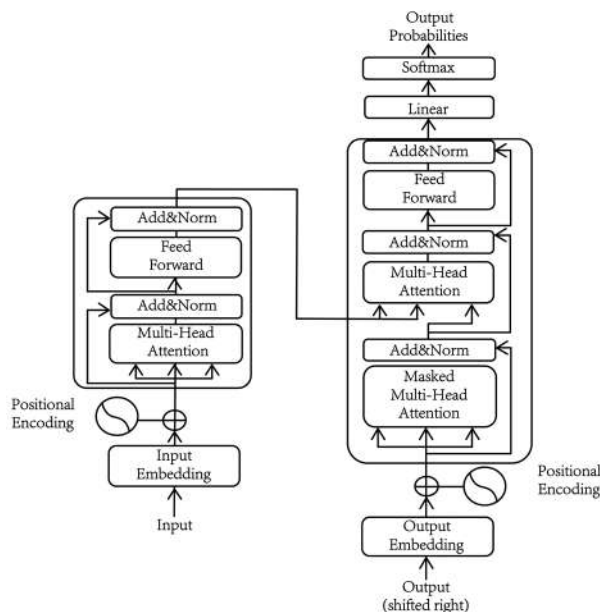 Output
Probabilities
Softmax
Linear
Add&Norm
Feed
Forward
Add&Norm
Multi-Head
Attention
Add&Norm
Masked
Multi-Head
Attention
Positional
Encoding
Output
Embedding
Output
(shifted right)
Add&Norm
Feed
Forward
Add&Norm
Multi-Head
Attention
Positional
Encoding
Input
Embedding
Input